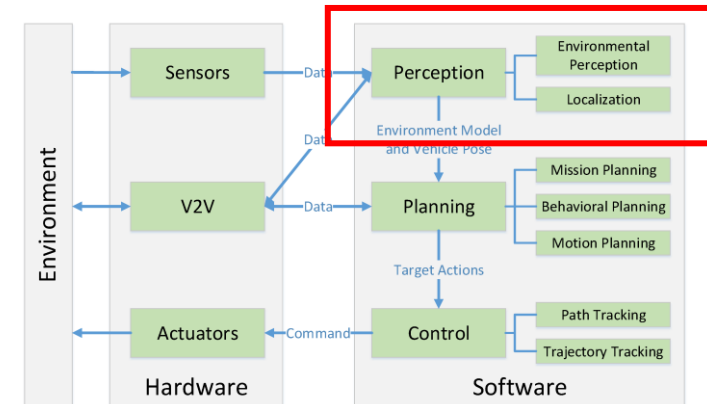 Environment
Sensors
Data
Perception
Environmental
Perception
Localization
Data
Environment Model
and Vehicle Pose
V2V
Data
Planning
Mission Planning
Behavioral Planning
Motion Planning
Target Actions
Actuators
Command
Control
Path Tracking
Trajectory Tracking
Hardware
Software